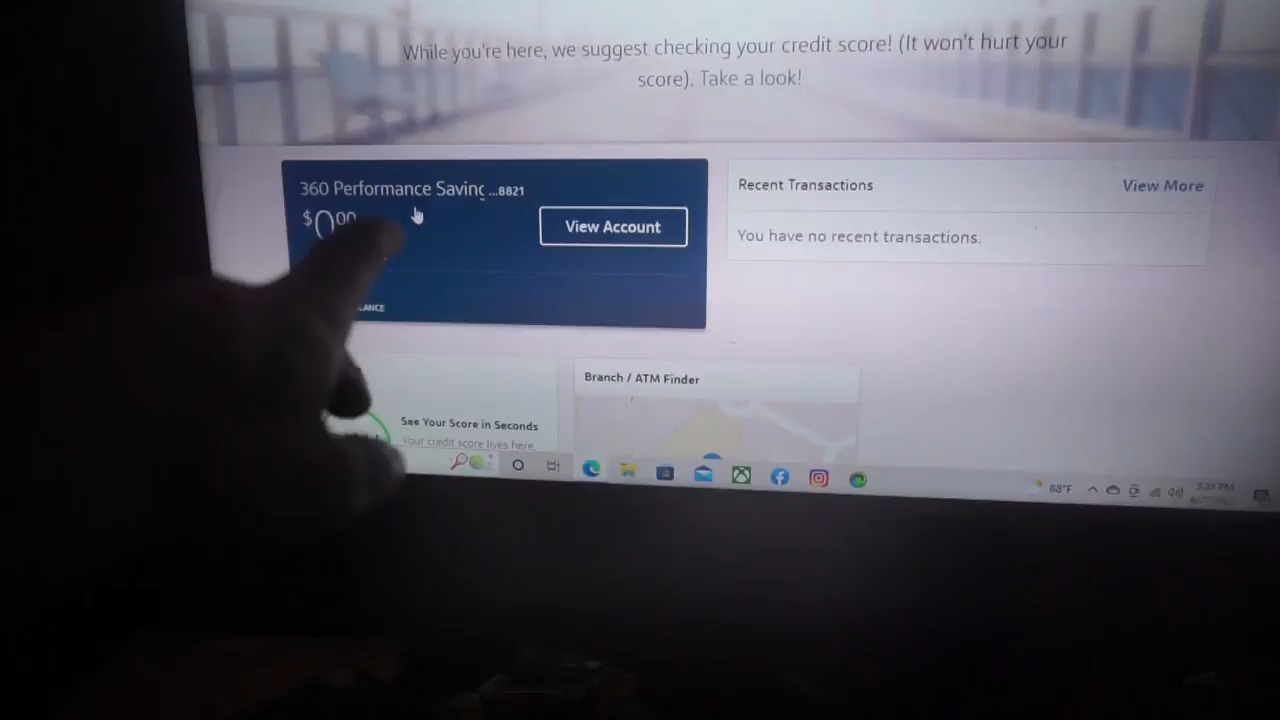 While you're here, we suggest checking your credit score! (It won't hurt your
score). Take a look!
360 Performance Saving ...8821
$0.00
View Account
Recent Transactions
View More
You have no recent transactions.
Branch / ATM Finder
See Your Score in Seconds
Your credit score lives here,
88°F